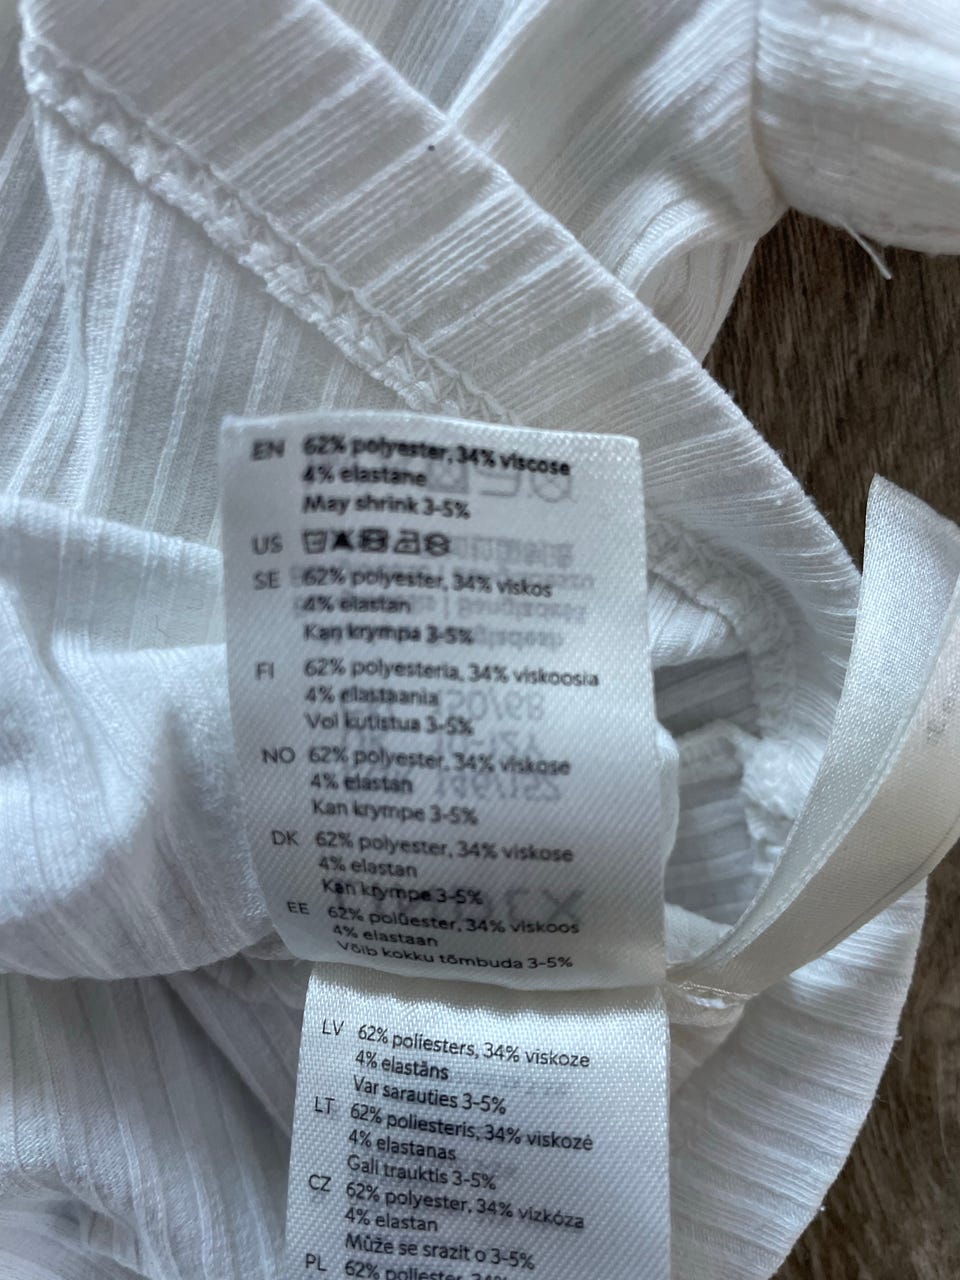 EN 62% polyester, 34% viscose
4% elastane
May shrink 3-5%
US
SE 62% polyester, 34% viskos
4% elastan
Kan krympa 3-5%
FI 62% polyesteria, 34% viskoosia
4% elastaania
Voi kutistua 3-5%
NO 62% polyester, 34% viskose
4% elastan
Kan krympe 3-5%
DK 62% polyester, 34% viskose
4% elastan
Kan krympe 3-5%
EE 62% polüester, 34% viskoos
4% elastaan
Võib kokku tõmbuda 3-5%
LV 62% poliesters, 34% viskoze
4% elastāns
Var sarauties 3-5%
LT 62% poliesteris, 34% viskozė
4% elastanas
Gali trauktis 3-5%
CZ 62% polyester, 34% vizkóza
4% elastan
Může se srazit o 3-5%
PL 62% poliester, 34%